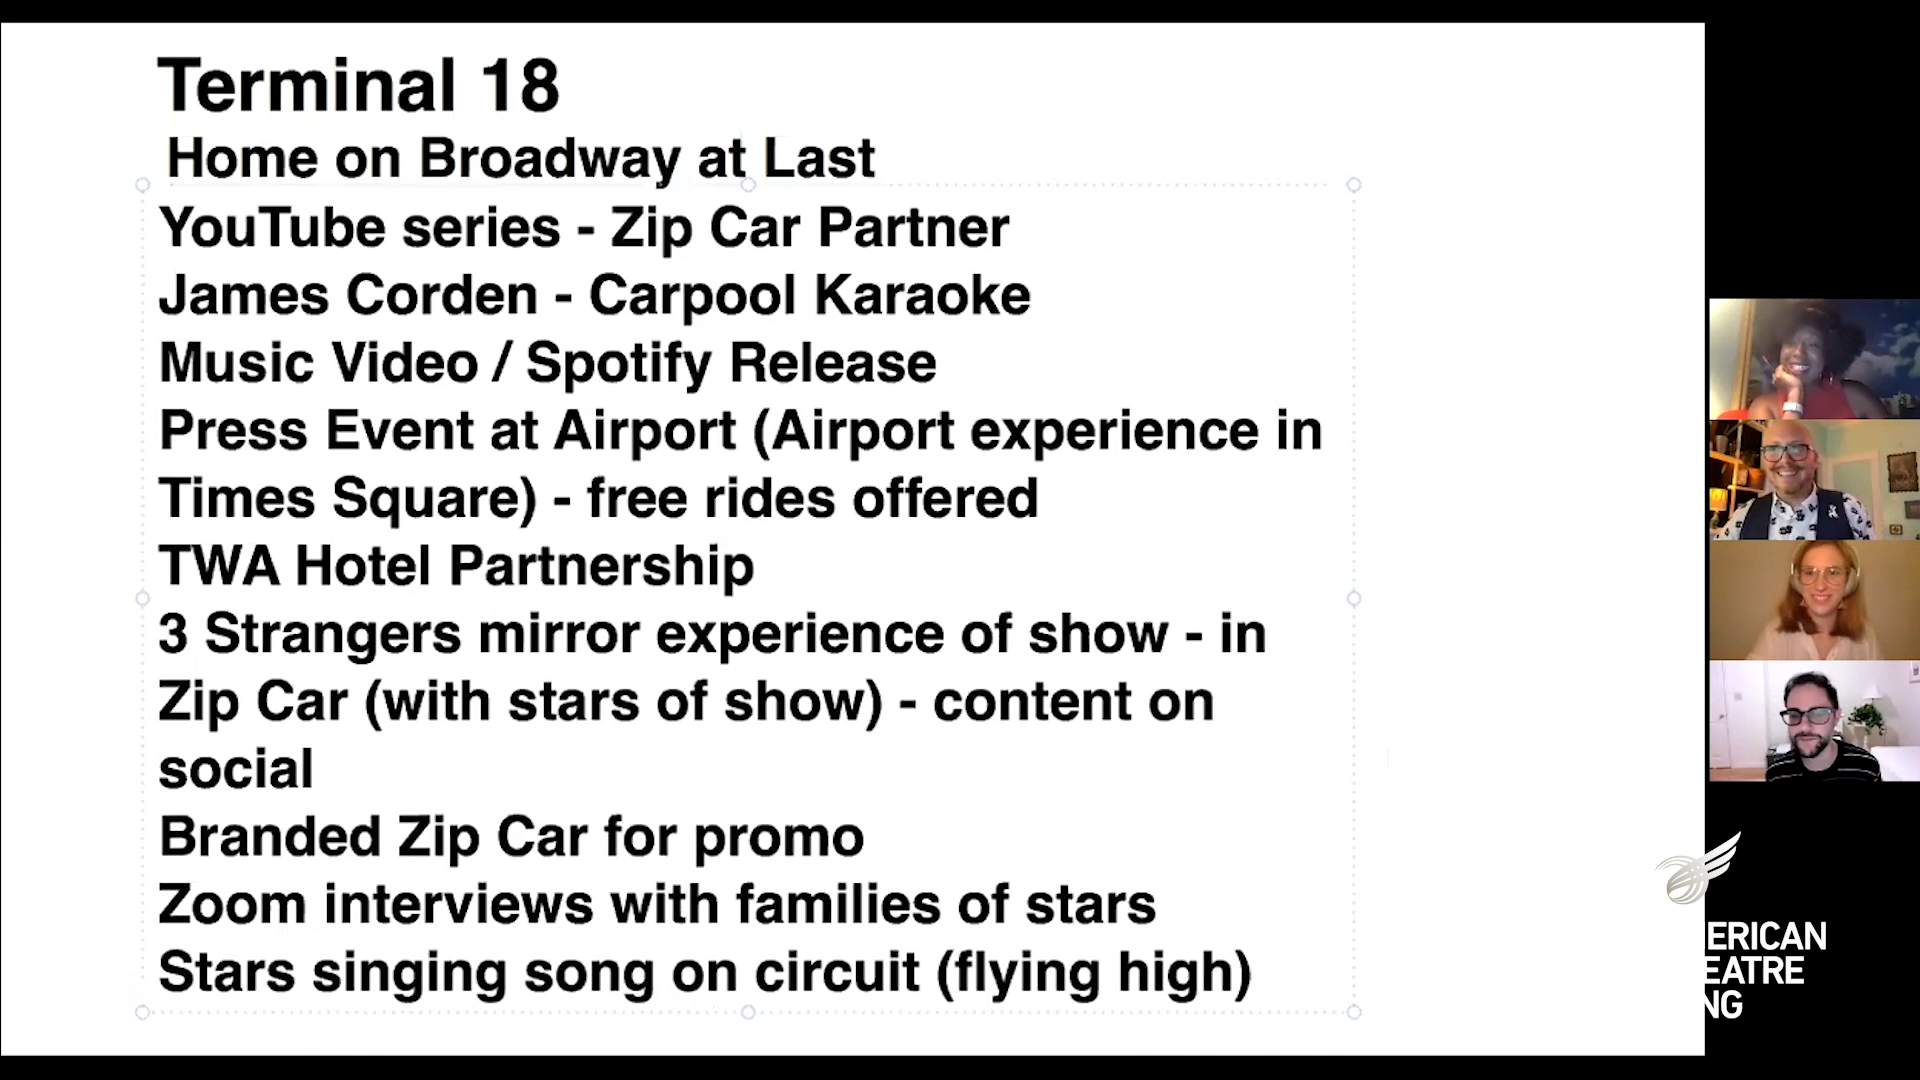 Terminal 18
Home on Broadway at Last
YouTube series - Zip Car Partner
James Corden - Carpool Karaoke
Music Video / Spotify Release
Press Event at Airport (Airport experience in
Times Square) - free rides offered
TWA Hotel Partnership
3 Strangers mirror experience of show - in
Zip Car (with stars of show) - content on
social
Branded Zip Car for promo
Zoom interviews with families of stars
Stars singing song on circuit (flying high)
ERICAN
EATRE
NG